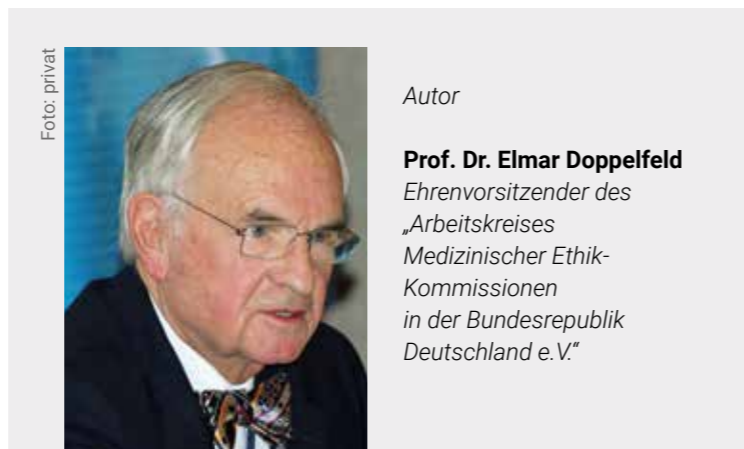 Foto: privat
Autor
Prof. Dr. Elmar Doppelfeld
Ehrenvorsitzender des
„Arbeitskreises
Medizinischer Ethik-
Kommissionen
in der Bundesrepublik
Deutschland e.V.“